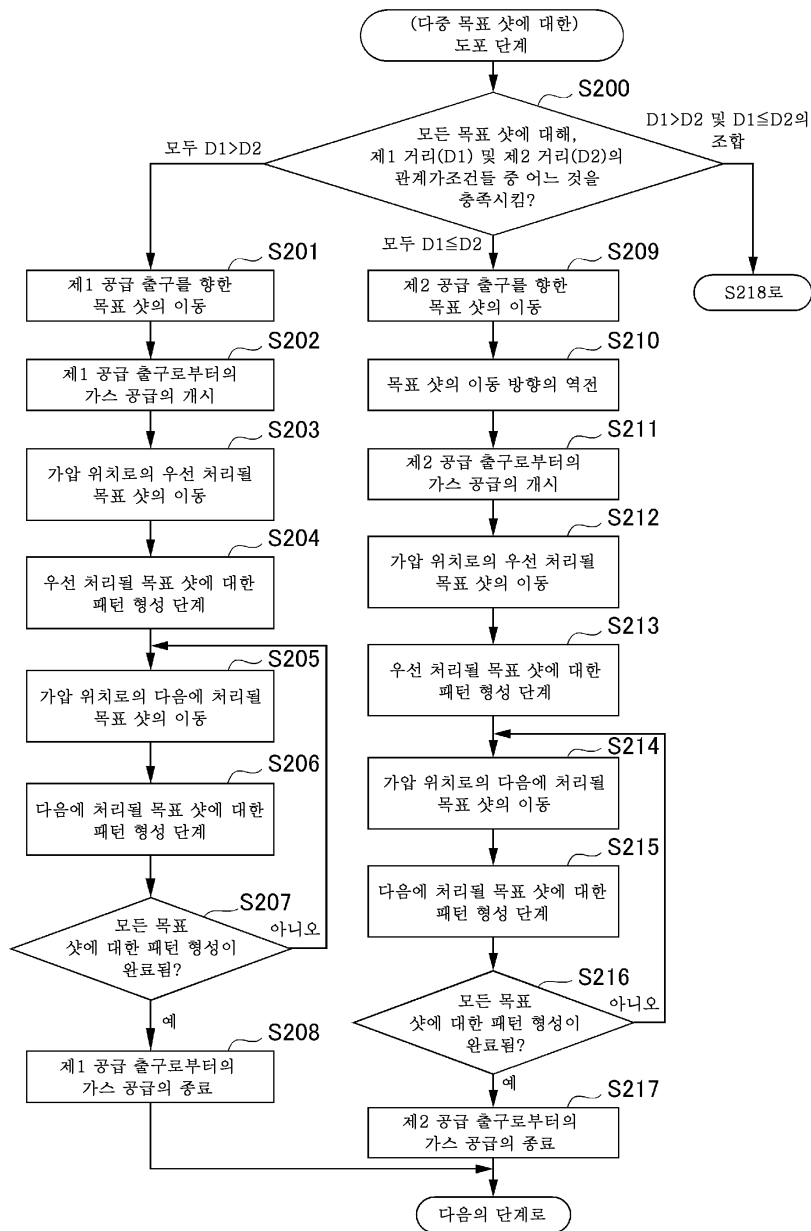 (다중 목표 샷에 대한)
도포 단계
S200
모든 목표 샷에 대해,
제1 거리(D1) 및 제2 거리(D2)의
관계가조건들 중 어느 것을
충족시킴?
모두 D1>D2
D1>D2 및 D1≦D2의
조합
모두 D1≦D2
S218로
S201
제1 공급 출구를 향한
목표 샷의 이동
S202
제1 공급 출구로부터의
가스 공급의 개시
S203
가압 위치로의 우선 처리될
목표 샷의 이동
S204
우선 처리될 목표 샷에 대한
패턴 형성 단계
S205
가압 위치로의 다음에 처리될
목표 샷의 이동
S206
다음에 처리될 목표 샷에 대한
패턴 형성 단계
S207
모든 목표
샷에 대한 패턴 형성이
완료됨?
아니오
예
S208
제1 공급 출구로부터의
가스 공급의 종료
S209
제2 공급 출구를 향한
목표 샷의 이동
S210
목표 샷의 이동 방향의 역전
S211
제2 공급 출구로부터의
가스 공급의 개시
S212
가압 위치로의 우선 처리될
목표 샷의 이동
S213
우선 처리될 목표 샷에 대한
패턴 형성 단계
S214
가압 위치로의 다음에 처리될
목표 샷의 이동
S215
다음에 처리될 목표 샷에 대한
패턴 형성 단계
S216
모든 목표
샷에 대한 패턴 형성이
완료됨?
아니오
예
S217
제2 공급 출구로부터의
가스 공급의 종료
다음의 단계로